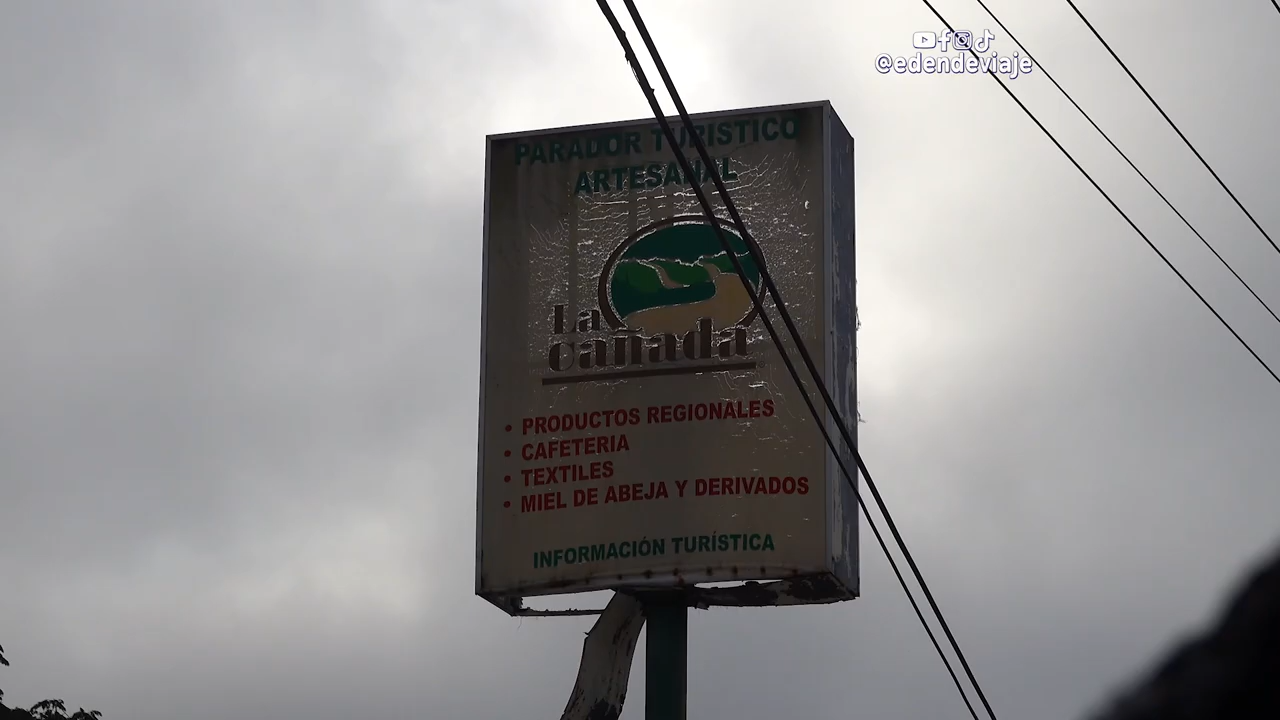 @edendeviaje
PARADOR TURISTICO
ARTESANAL
La
cañada
• PRODUCTOS REGIONALES
• CAFETERIA
• TEXTILES
• MIEL DE ABEJA Y DERIVADOS
INFORMACIÓN TURÍSTICA